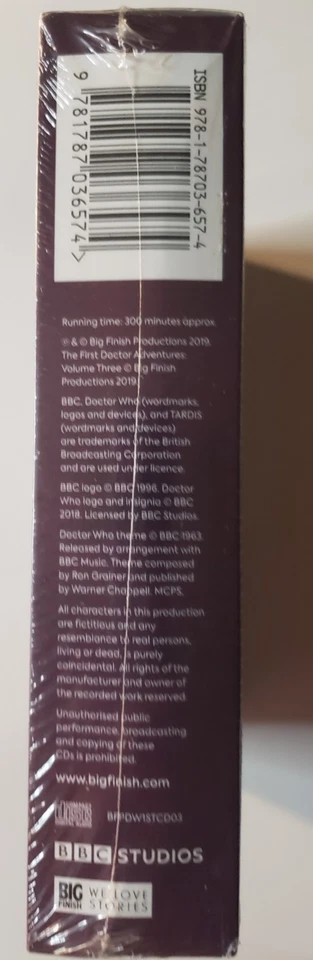 ISBN 978-1-78703-657-4
9 781787 036574 >
Running time: 300 minutes approx.
℗ & © Big Finish Productions 2019.
The First Doctor Adventures:
Volume Three © Big Finish
Productions 2019.
BBC, Doctor Who (wordmarks,
logos and devices), and TARDIS
(wordmarks and devices)
are trademarks of the British
Broadcasting Corporation
and are used under licence.
BBC logo © BBC 1996. Doctor
Who logo and insignia © BBC
2018. Licensed by BBC Studios.
Doctor Who theme © BBC 1963.
Released by arrangement with
BBC Music. Theme composed
by Ron Grainer and published
by Warner Chappell. MCPS.
All characters in this production
are fictitious and any
resemblance to real persons,
living or dead, is purely
coincidental. All rights of the
manufacturer and owner of
the recorded work reserved.
Unauthorised public
performance, broadcasting
and copying of these
CDs is prohibited.
www.bigfinish.com
COMPACT disc DIGITAL AUDIO
BFPDW1STCD03
BBC STUDIOS
BIG FINISH
WE LOVE
STORIES